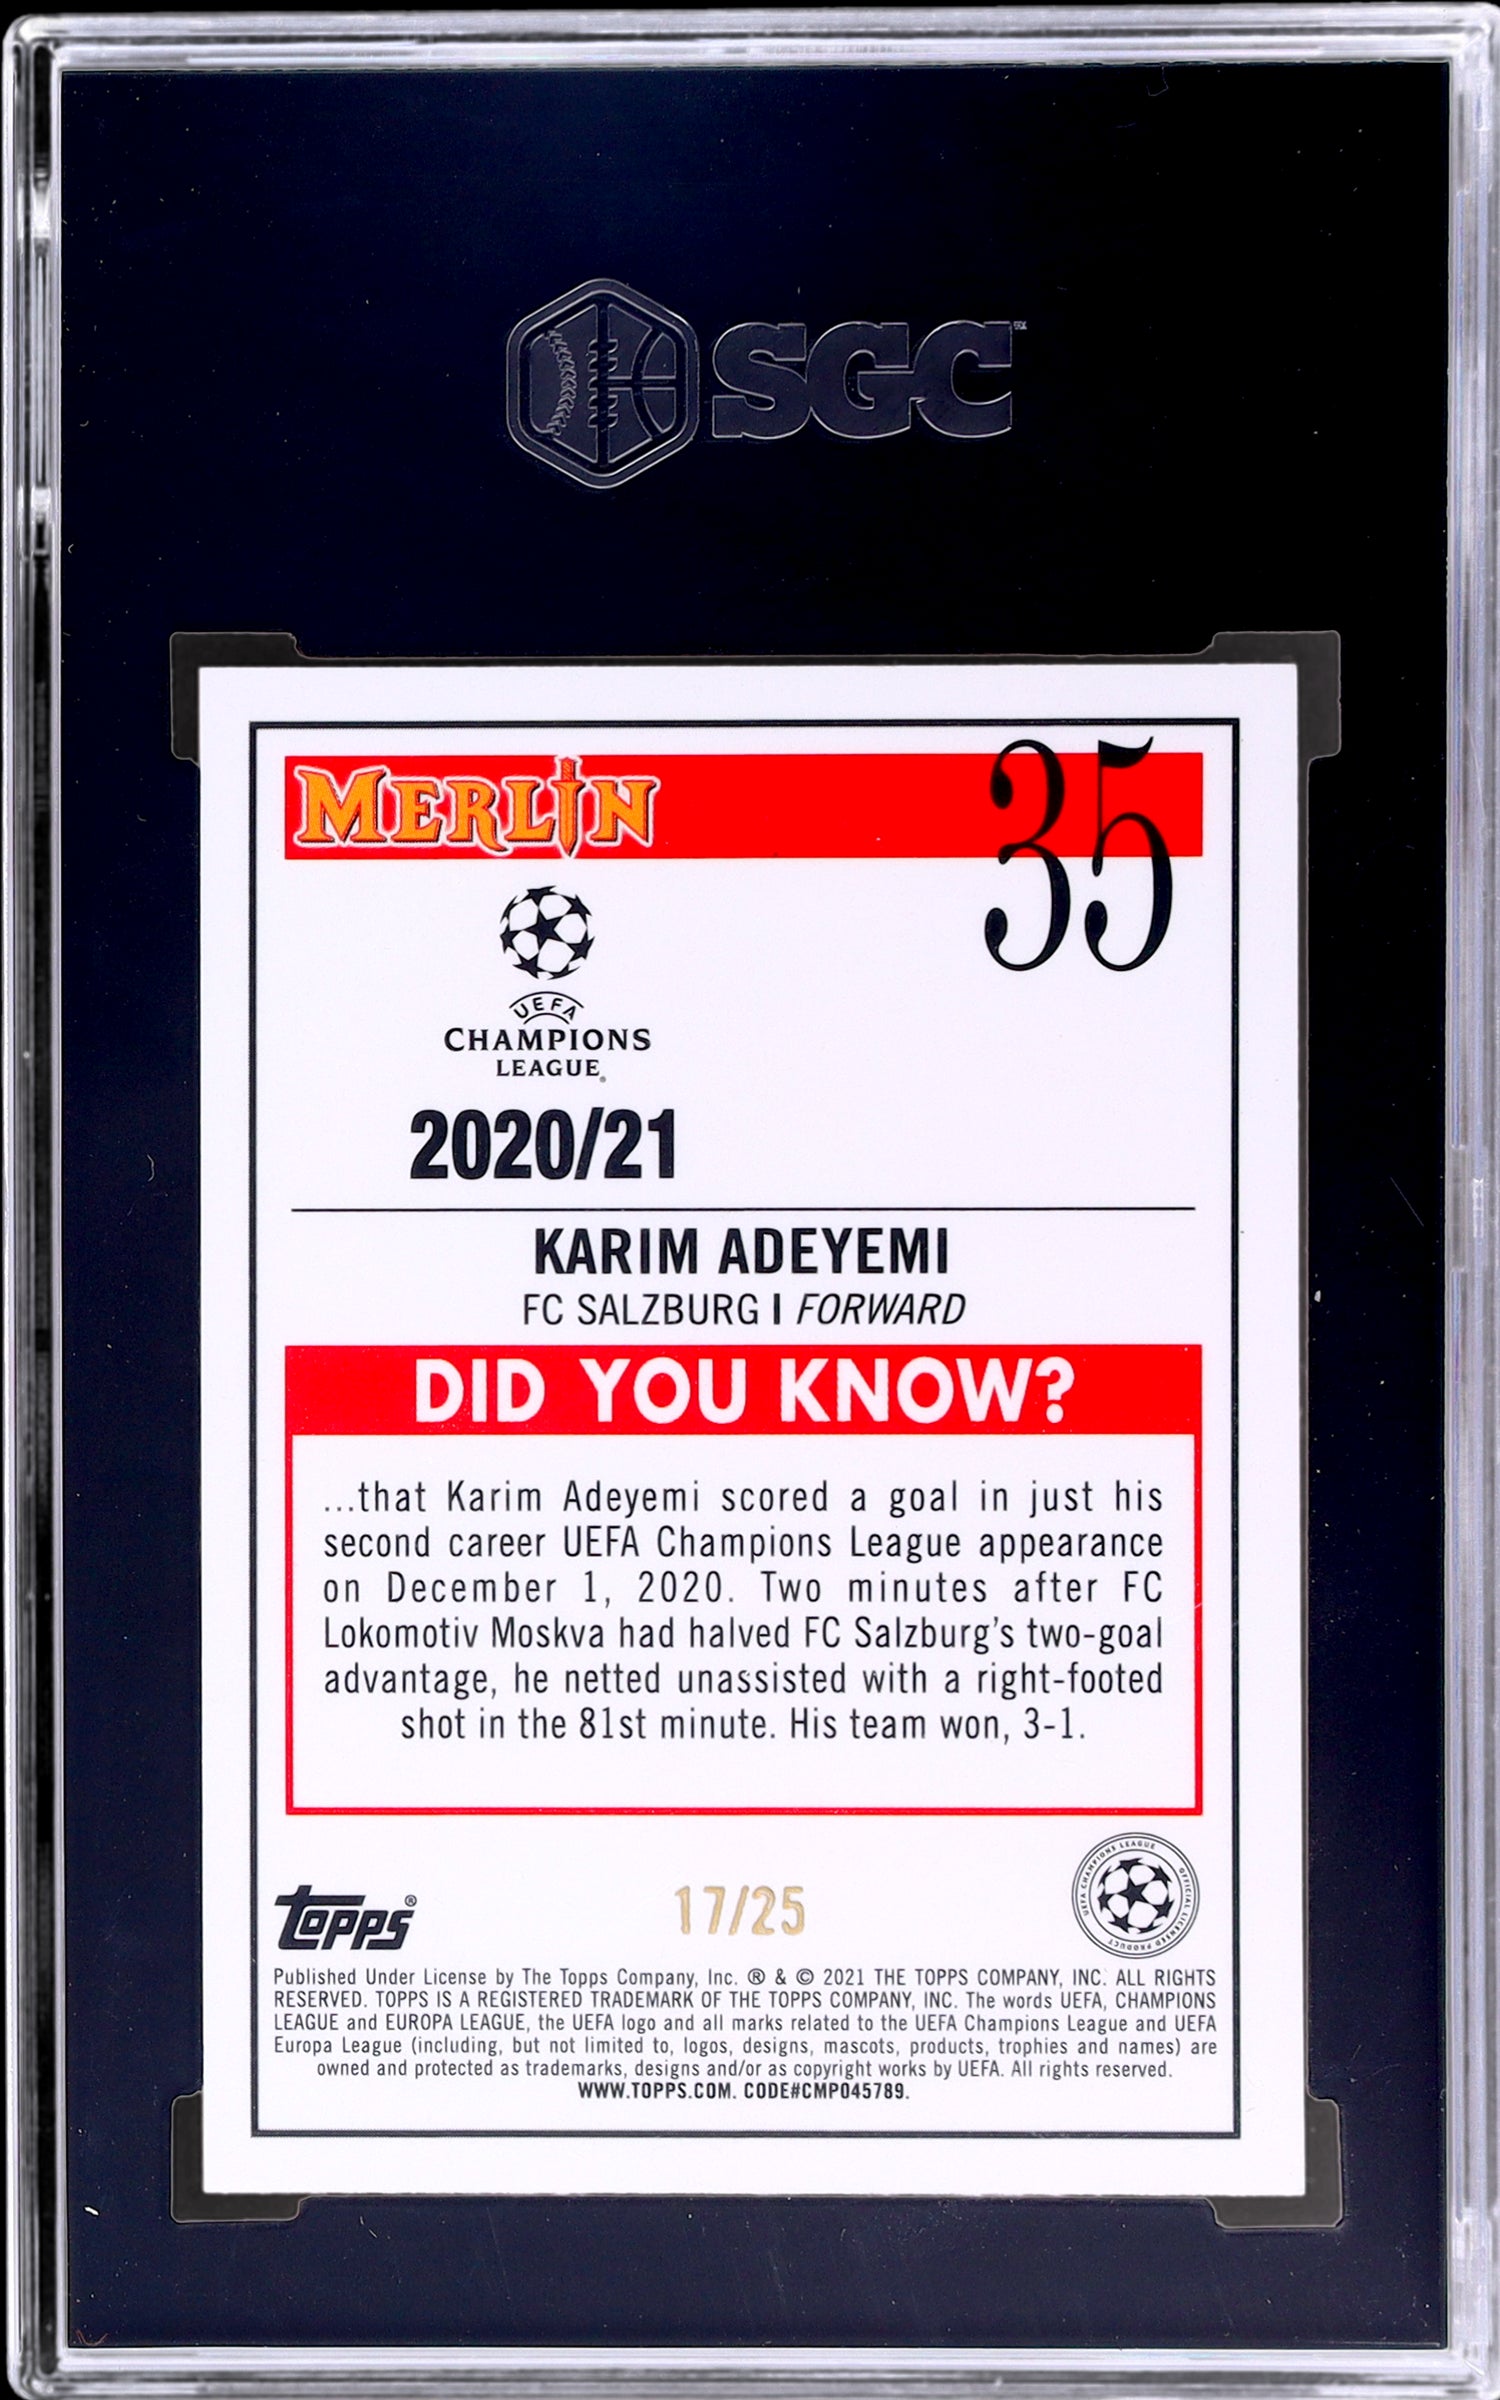 SGC
MERLIN
35
UEFA
CHAMPIONS
LEAGUE®
2020/21
KARIM ADEYEMI
FC SALZBURG | FORWARD
DID YOU KNOW?
...that Karim Adeyemi scored a goal in just his
second career UEFA Champions League appearance
on December 1, 2020. Two minutes after FC
Lokomotiv Moskva had halved FC Salzburg's two-goal
advantage, he netted unassisted with a right-footed
shot in the 81st minute. His team won, 3-1.
UEFA CHAMPIONS LEAGUE OFFICIAL LICENSED PRODUCT
Topps®
17/25
Published Under License by The Topps Company, Inc. ® & © 2021 THE TOPPS COMPANY, INC. ALL RIGHTS
RESERVED. TOPPS IS A REGISTERED TRADEMARK OF THE TOPPS COMPANY, INC. The words UEFA, CHAMPIONS
LEAGUE and EUROPA LEAGUE, the UEFA logo and all marks related to the UEFA Champions League and UEFA
Europa League (including, but not limited to, logos, designs, mascots, products, trophies and names) are
owned and protected as trademarks, designs and/or as copyright works by UEFA. All rights reserved.
WWW.TOPPS.COM. CODE#CMP045789.